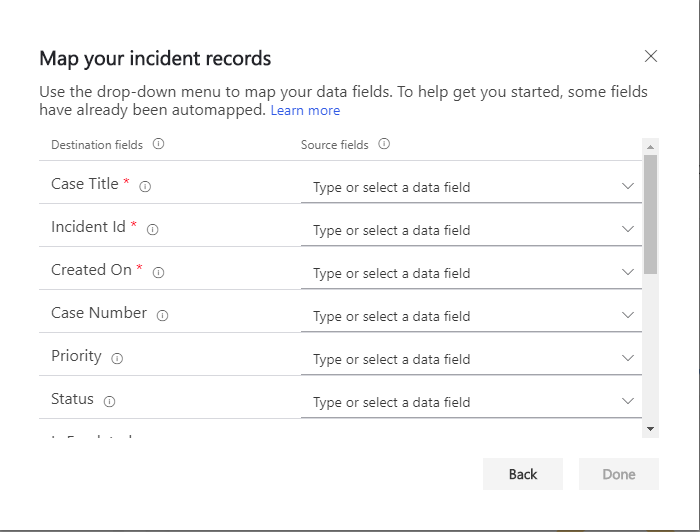 Map your incident records
Use the drop-down menu to map your data fields. To help get you started, some fields
have already been automapped. Learn more
Destination fields Source fields
Case Title * Type or select a data field
Incident Id * Type or select a data field
Created On * Type or select a data field
Case Number Type or select a data field
Priority Type or select a data field
Status Type or select a data field
Back Done